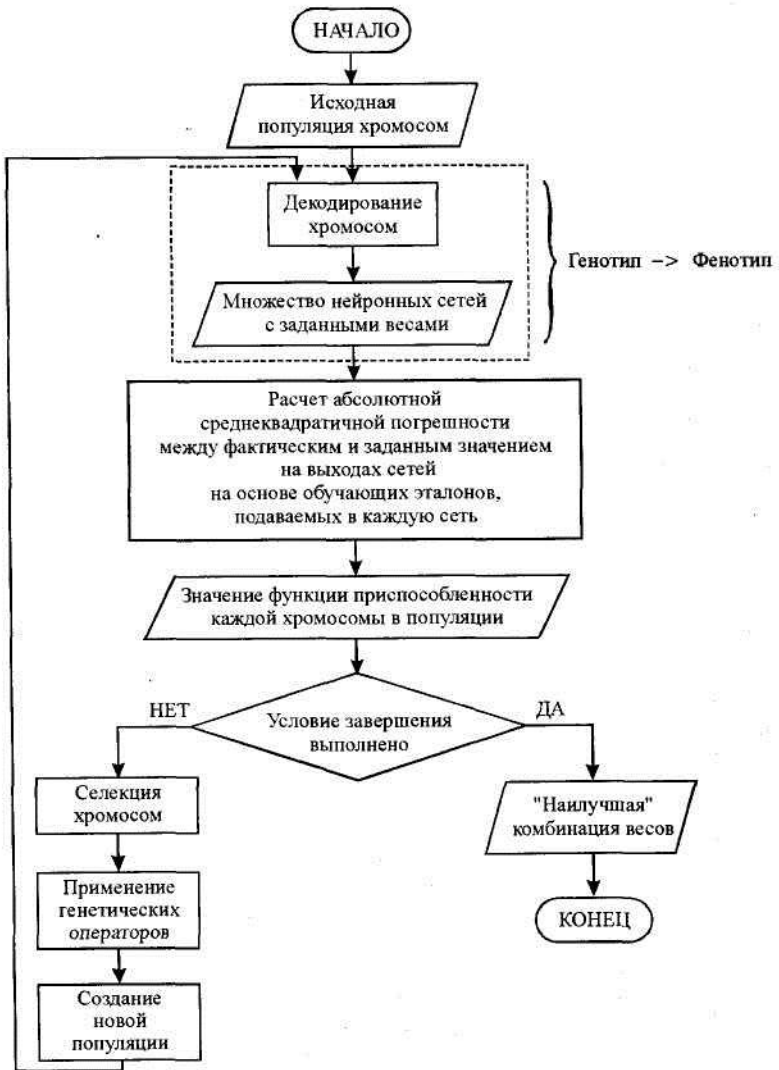 НАЧАЛО
Исходная
популяция хромосом
Декодирование
хромосом
Генотип -> Фенотип
Множество нейронных сетей
с заданными весами
Расчет абсолютной
среднеквадратичной погрешности
между фактическим и заданным значением
на выходах сетей
на основе обучающих эталонов,
подаваемых в каждую сеть
Значение функции приспособленности
каждой хромосомы в популяции
НЕТ
Условие завершения
выполнено
ДА
Селекция
хромосом
Применение
генетических
операторов
Создание
новой
популяции
"Наилучшая"
комбинация весов
КОНЕЦ